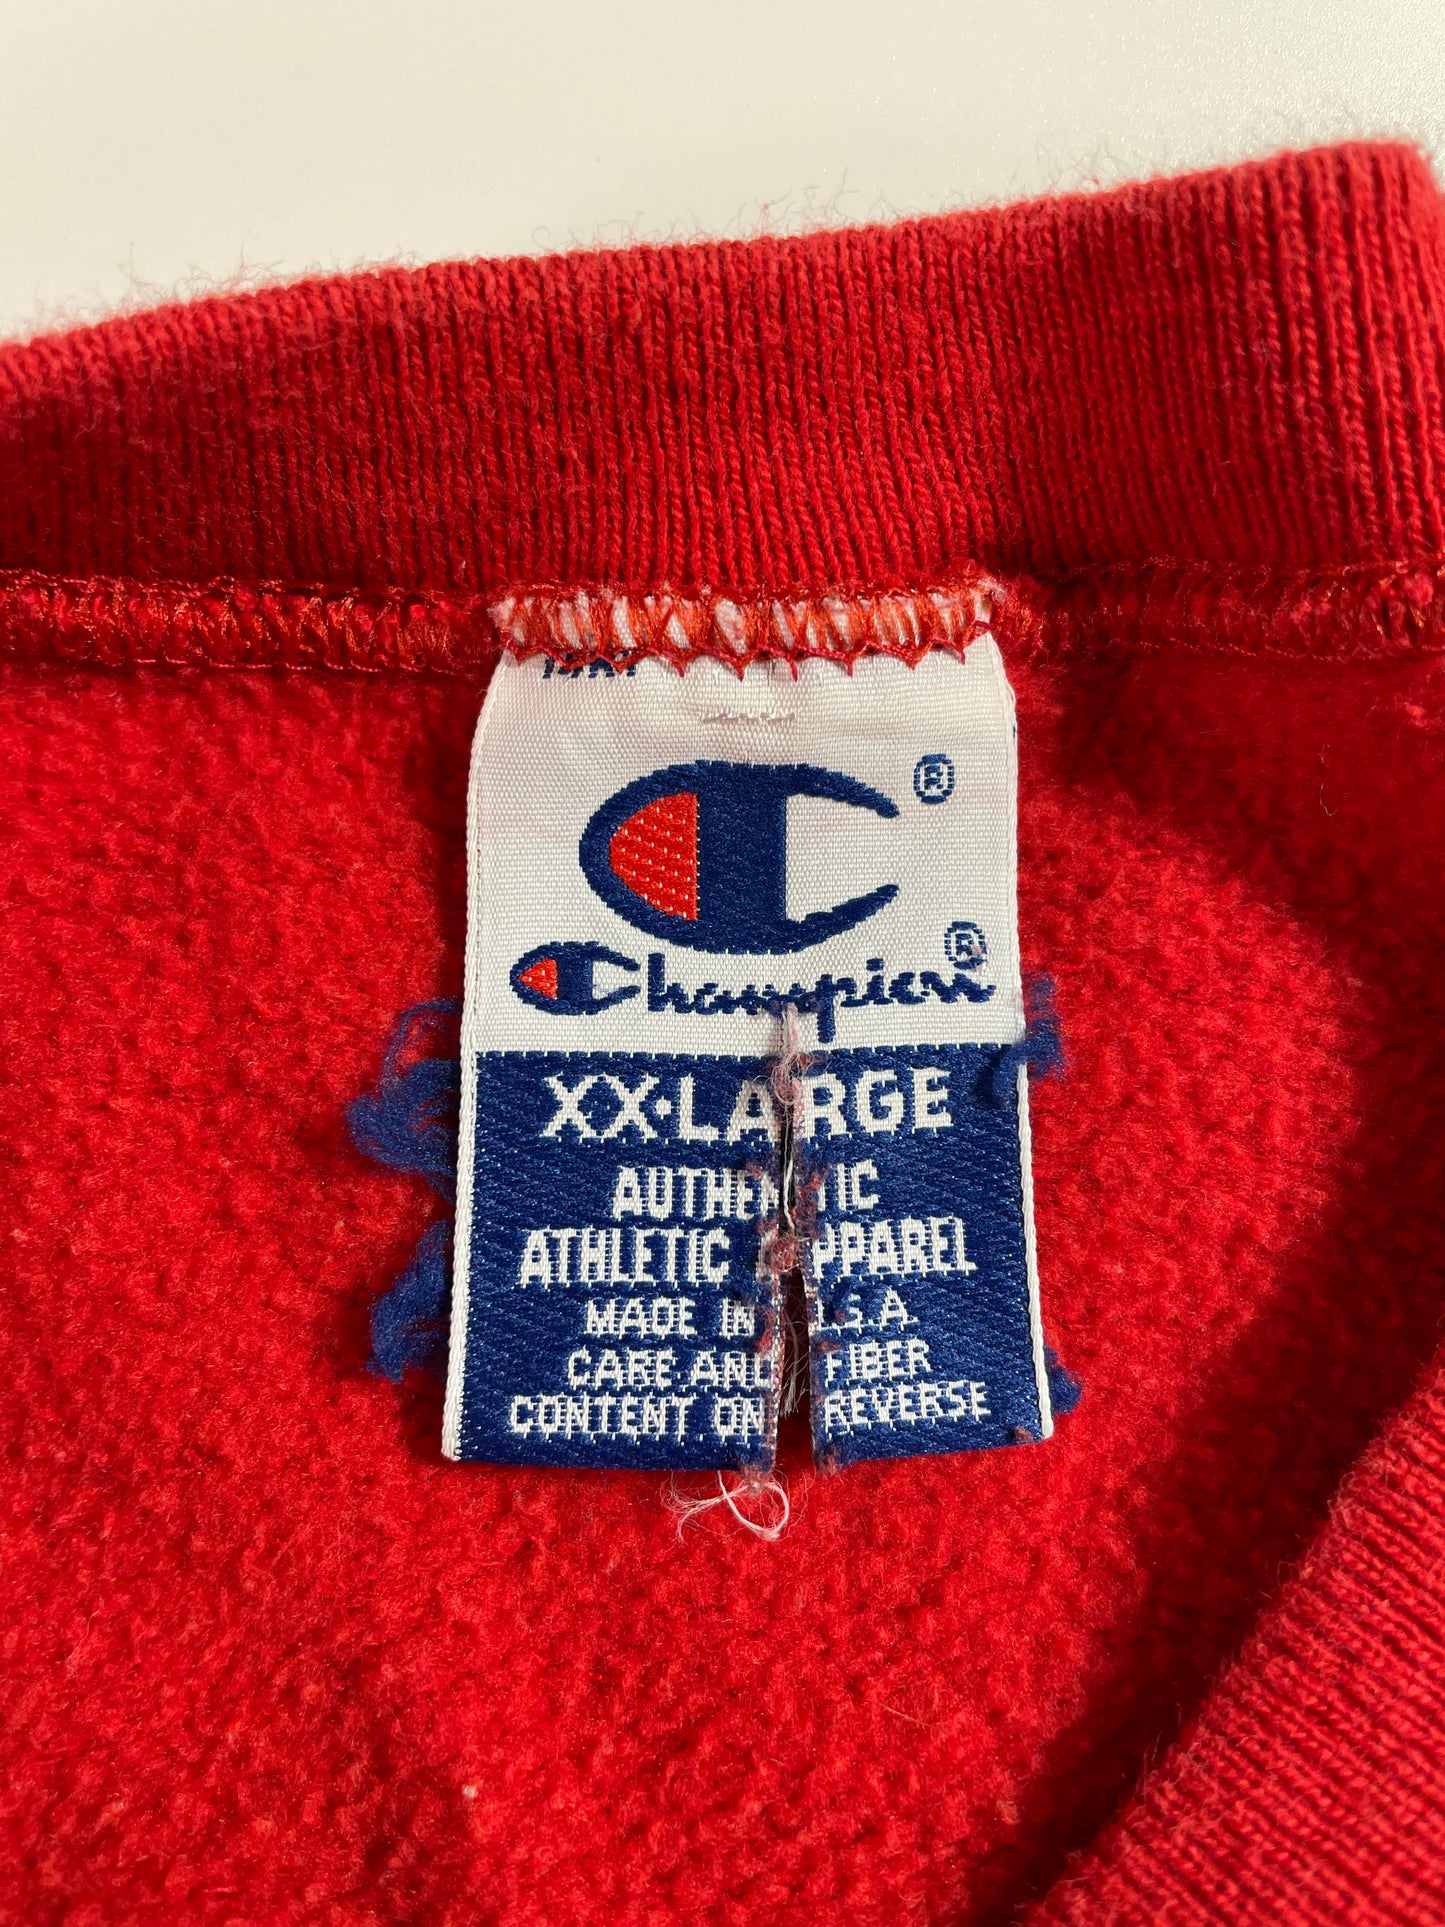 ®
Champion®
XX•LARGE
AUTHENTIC
ATHLETIC APPAREL
MADE IN U.S.A.
CARE AND FIBER
CONTENT ON REVERSE